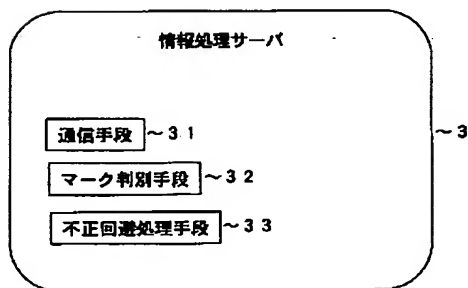 情報処理サーバ
通信手段 ～３１
～３
マーク判別手段 ～３２
不正回避処理手段 ～３３